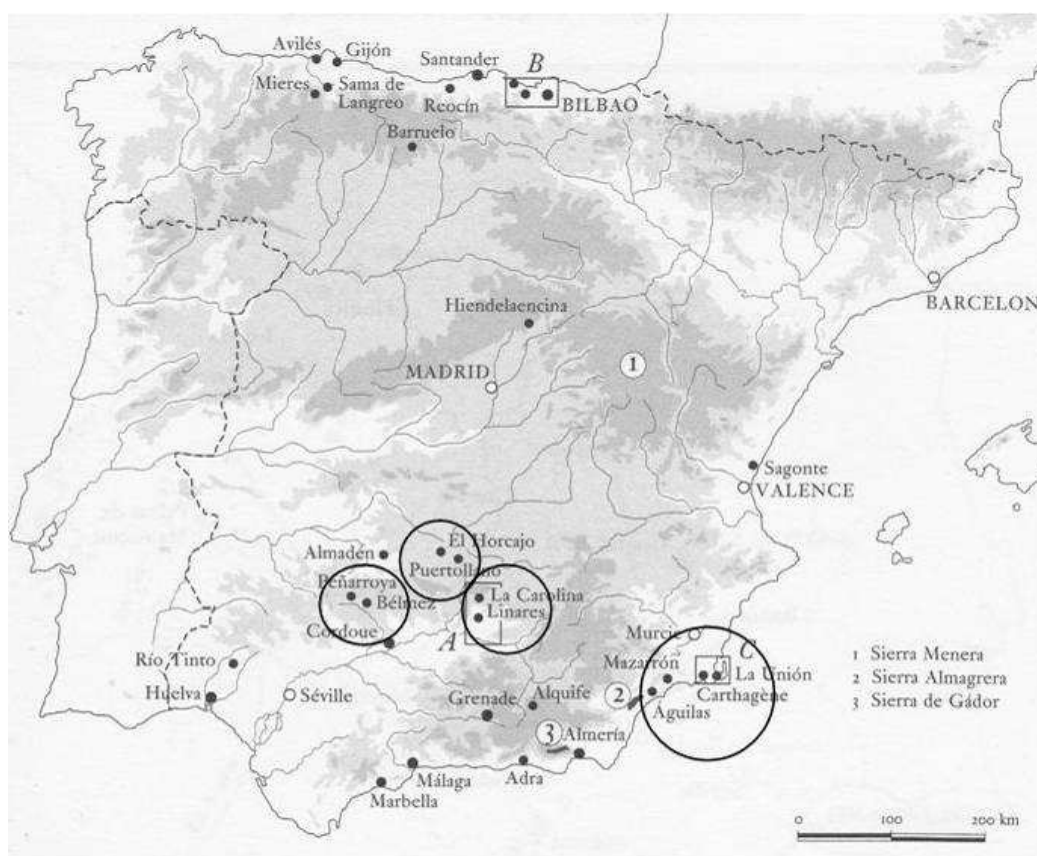 Avilés
Gijón
Santander
B
Mieres
Sama de
Langreo
Reocín
BILBAO
Barruelo
BARCELON
Hiendelaencina
1
MADRID
Sagonte
VALENCE
Almadén
El Horcajo
Puertollano
Peñarroya
Bélmez
La Carolina
Linares
Cordoue
A
Murcie
C
Río Tinto
Mazarrón
La Unión
Carthagène
Huelva
Séville
2
Águilas
Grenade
Alquife
3
Almería
Málaga
Adra
Marbella
1 Sierra Menera
2 Sierra Almagrera
3 Sierra de Gádor
0 100 200 km